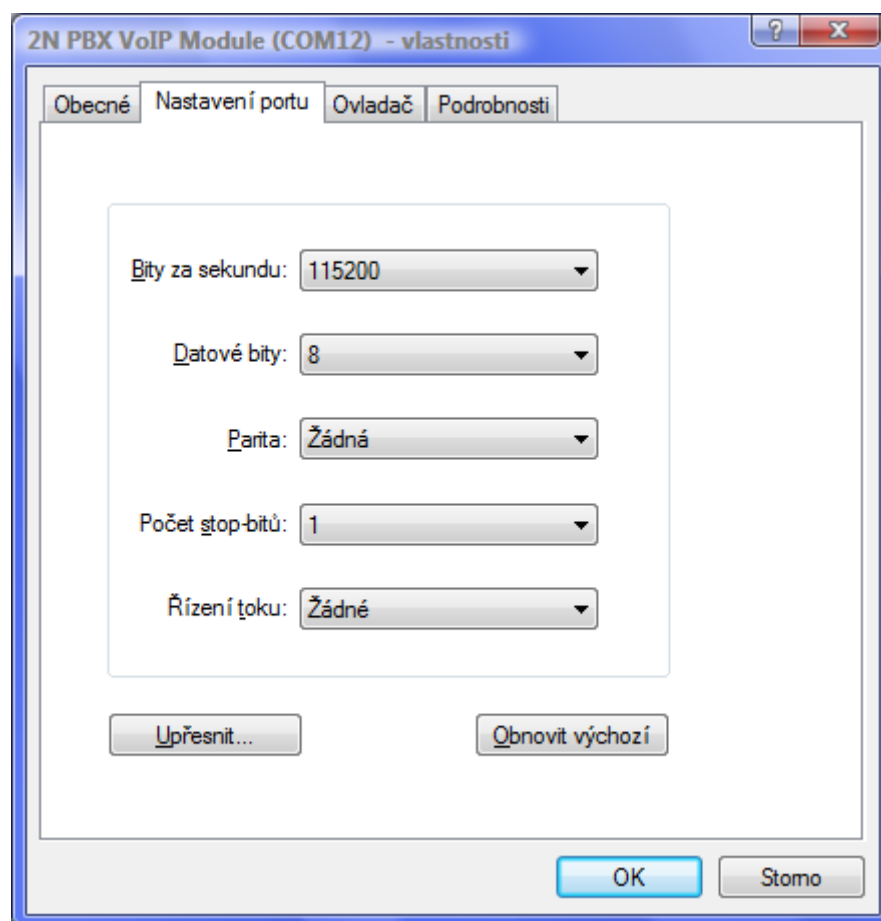 2N PBX VoIP Module (COM12) - vlastnosti
Obecné Nastavení portu Ovladač Podrobnosti
Bity za sekundu: 115200
Datové bity: 8
Parita: Žádná
Počet stop-bitů: 1
Řízení toku: Žádné
Upřesnit... Obnovit výchozí
OK Storno